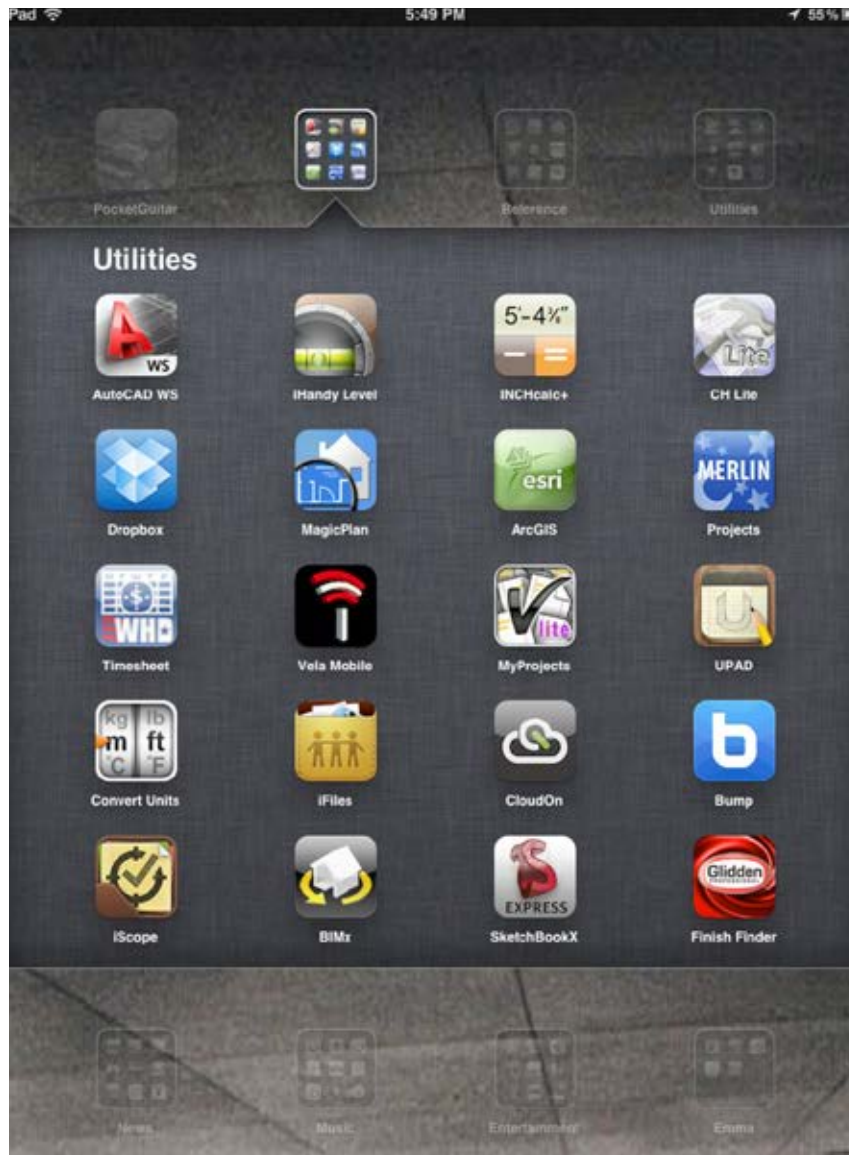 Pad 5:49 PM 55%
PocketGuitar Reference Utilities
Utilities
WS
5'-4¾"
Lite
AutoCAD WS iHandy Level INCHcalc+ CH Lite
esri
MERLIN
Dropbox MagicPlan ArcGIS Projects
WHD
lite
U
Timesheet Vela Mobile MyProjects UPAD
kg lb
m ft
°C °F
b
Convert Units iFiles CloudOn Bump
EXPRESS
Glidden
PROFESSIONAL
iScope BIMx SketchBookX Finish Finder
News Music Entertainment Emma